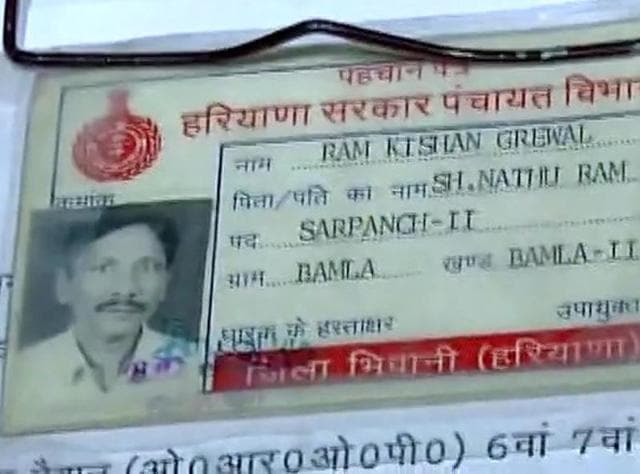 पहचान पत्र
हरियाणा सरकार पंचायत विभा
नाम RAM KISHAN GREWAL
क्रमांक
पिता/पति का नाम SH.NATHU RAM
पद SARPANCH-II
ग्राम BAMLA खण्ड BAMLA-II
धारक के हस्ताक्षर उपायुक्त
जिला भिवानी (हरियाणा)
(ओ0आर0ओ0पी0) 6वां 7वां